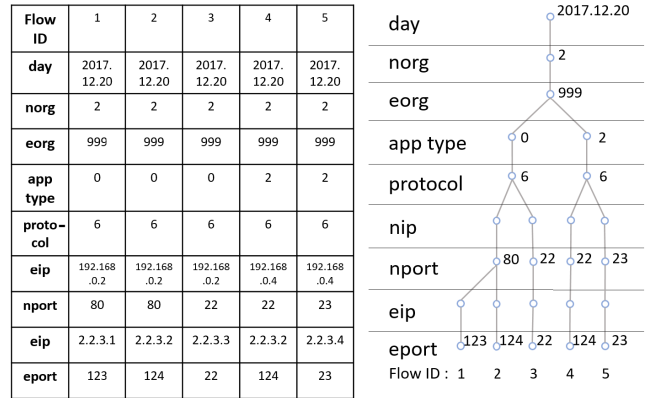 Flow ID 1 2 3 4 5
day 2017.12.20 2017.12.20 2017.12.20 2017.12.20 2017.12.20
norg 2 2 2 2 2
eorg 999 999 999 999 999
app type 0 0 0 2 2
proto-col 6 6 6 6 6
eip 192.168.0.2 192.168.0.2 192.168.0.2 192.168.0.4 192.168.0.4
nport 80 80 22 22 23
eip 2.2.3.1 2.2.3.2 2.2.3.3 2.2.3.2 2.2.3.4
eport 123 124 22 124 23
day 2017.12.20
norg 2
eorg 999
app type 0 2
protocol 6 6
nip
nport 80 22 22 23
eip
eport 123 124 22 124 23
Flow ID : 1 2 3 4 5